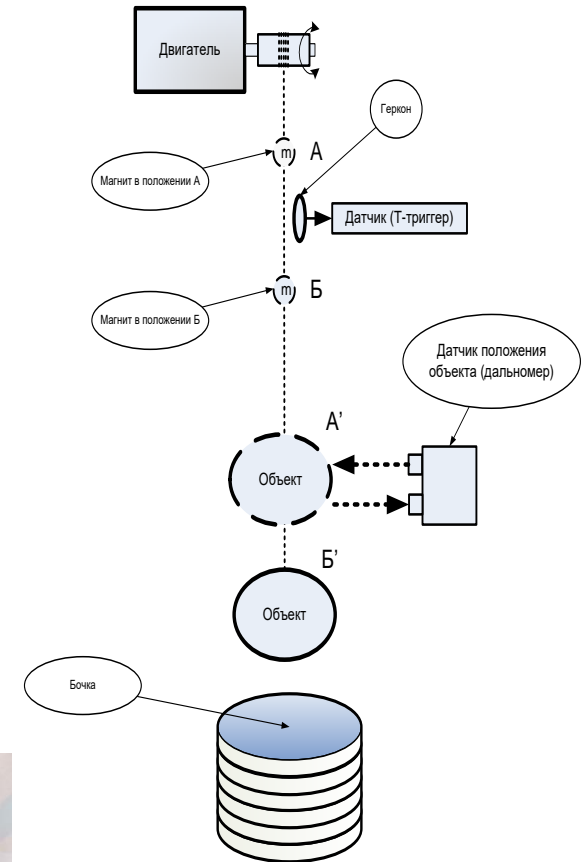 Двигатель
Геркон
m
А
Магнит в положении А
Датчик (Т-триггер)
m
Б
Магнит в положении Б
Датчик положения
объекта (дальномер)
А'
Объект
Б'
Объект
Бочка